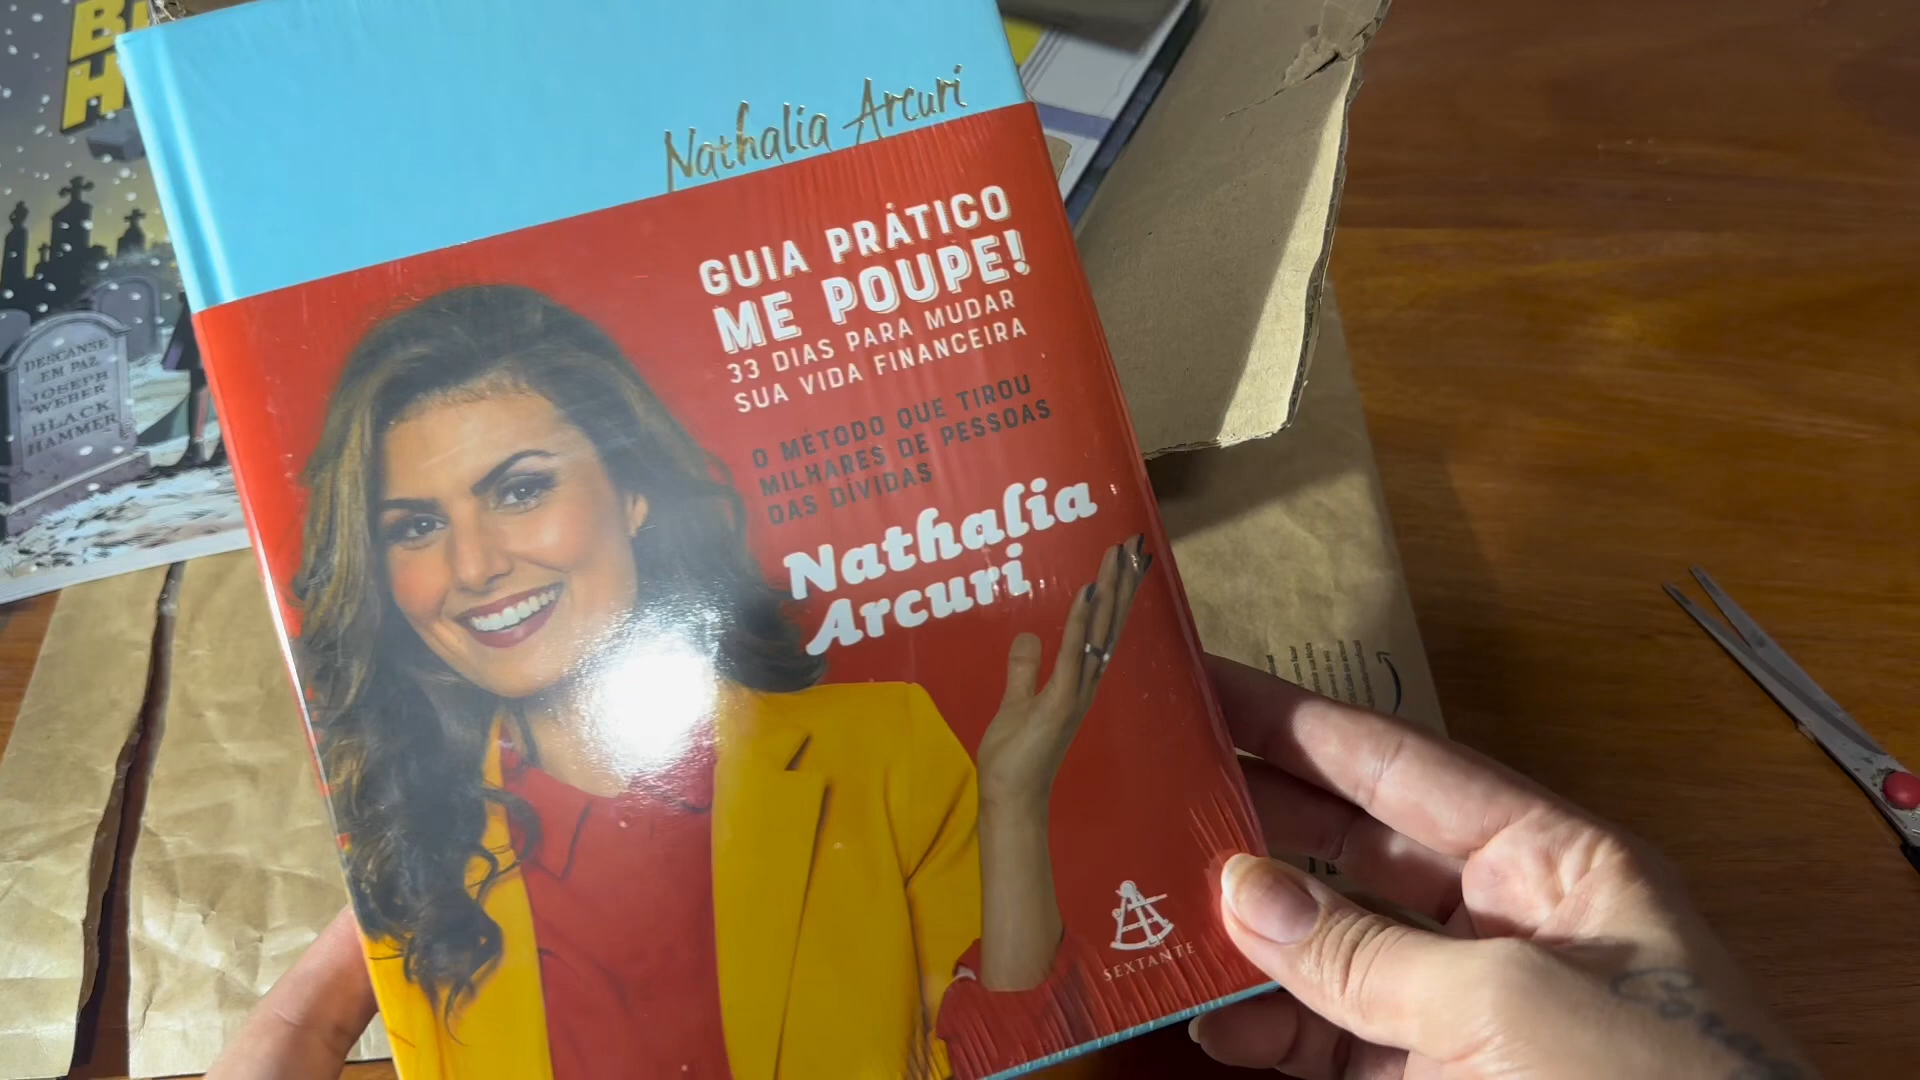 Nathalia Arcuri
GUIA PRÁTICO
ME POUPE!
33 DIAS PARA MUDAR
SUA VIDA FINANCEIRA
O MÉTODO QUE TIROU
MILHARES DE PESSOAS
DAS DÍVIDAS
Nathalia
Arcuri
SEXTANTE
DESCANSE
EM PAZ
JOSEPH
WEBER
BLACK
HAMMER